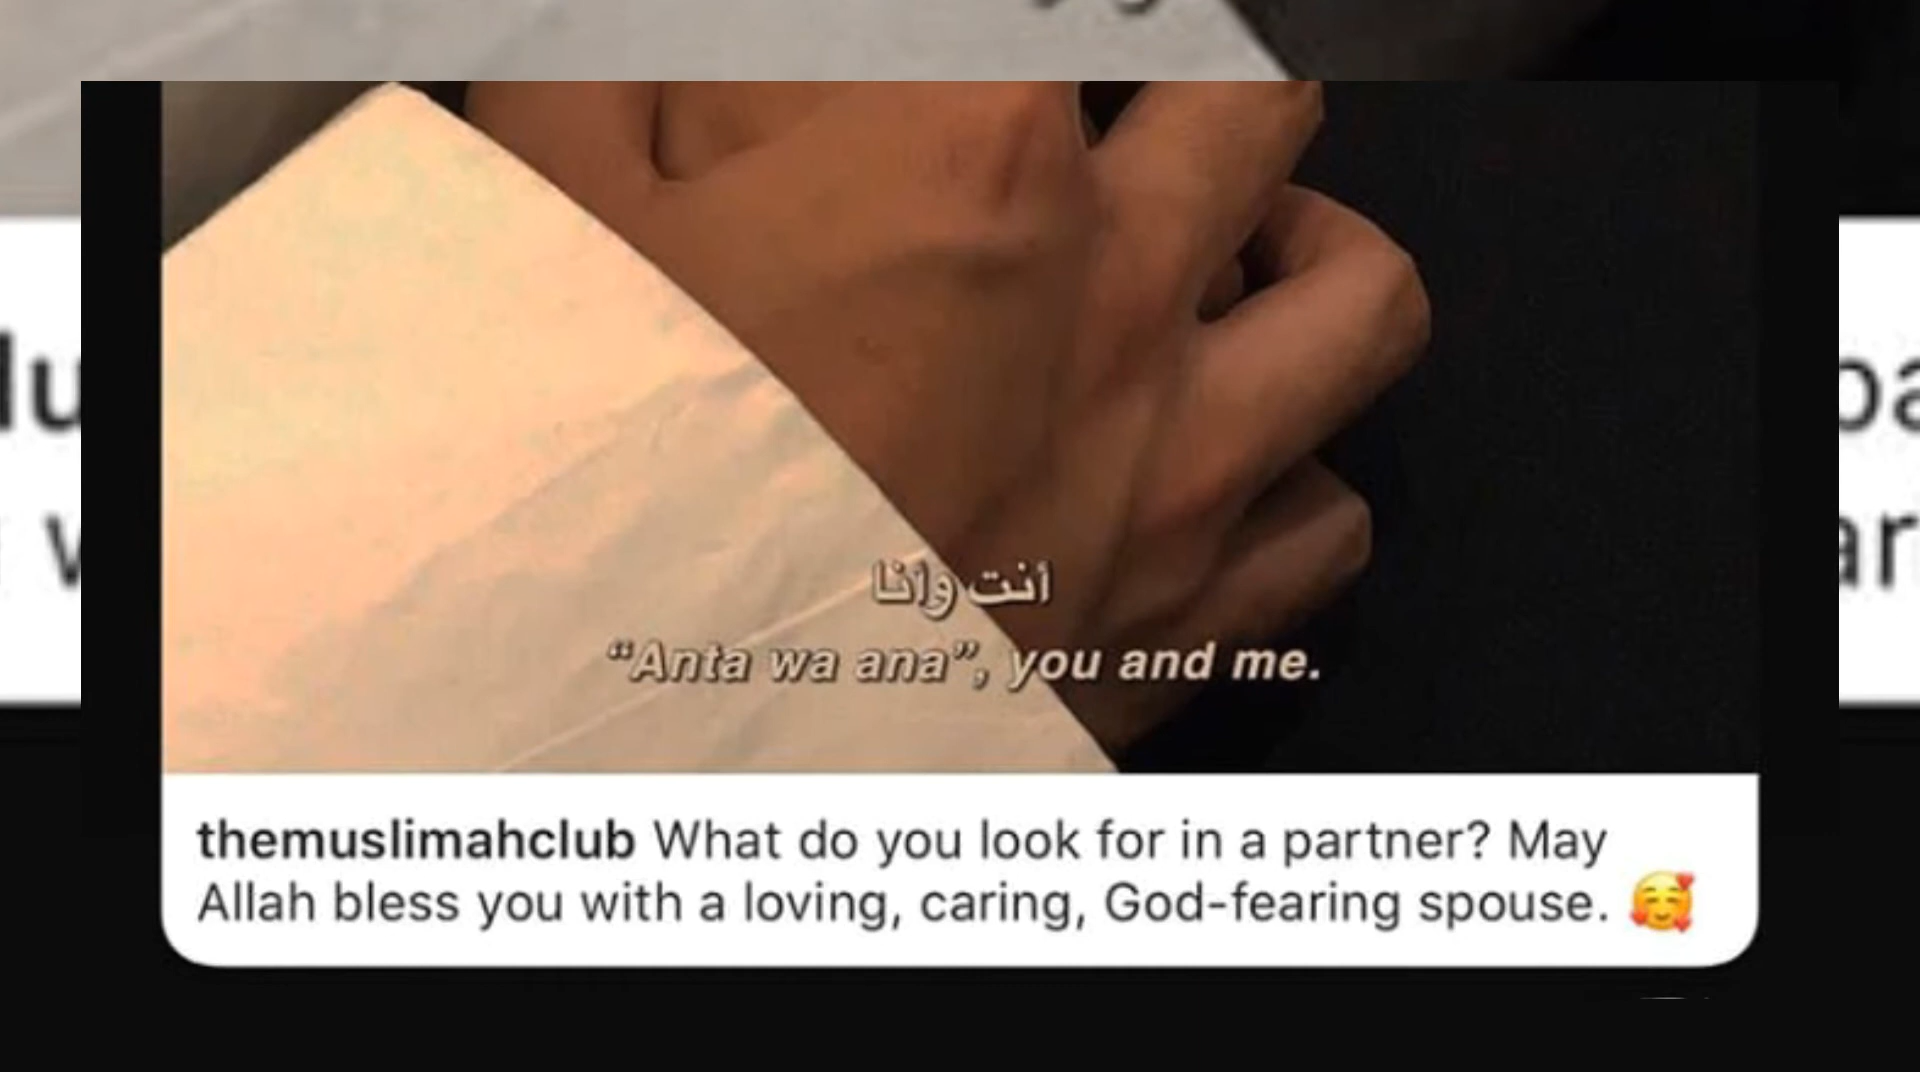 أنت وأنا
“Anta wa ana”, you and me.
themuslimahclub What do you look for in a partner? May
Allah bless you with a loving, caring, God-fearing spouse. 🥰